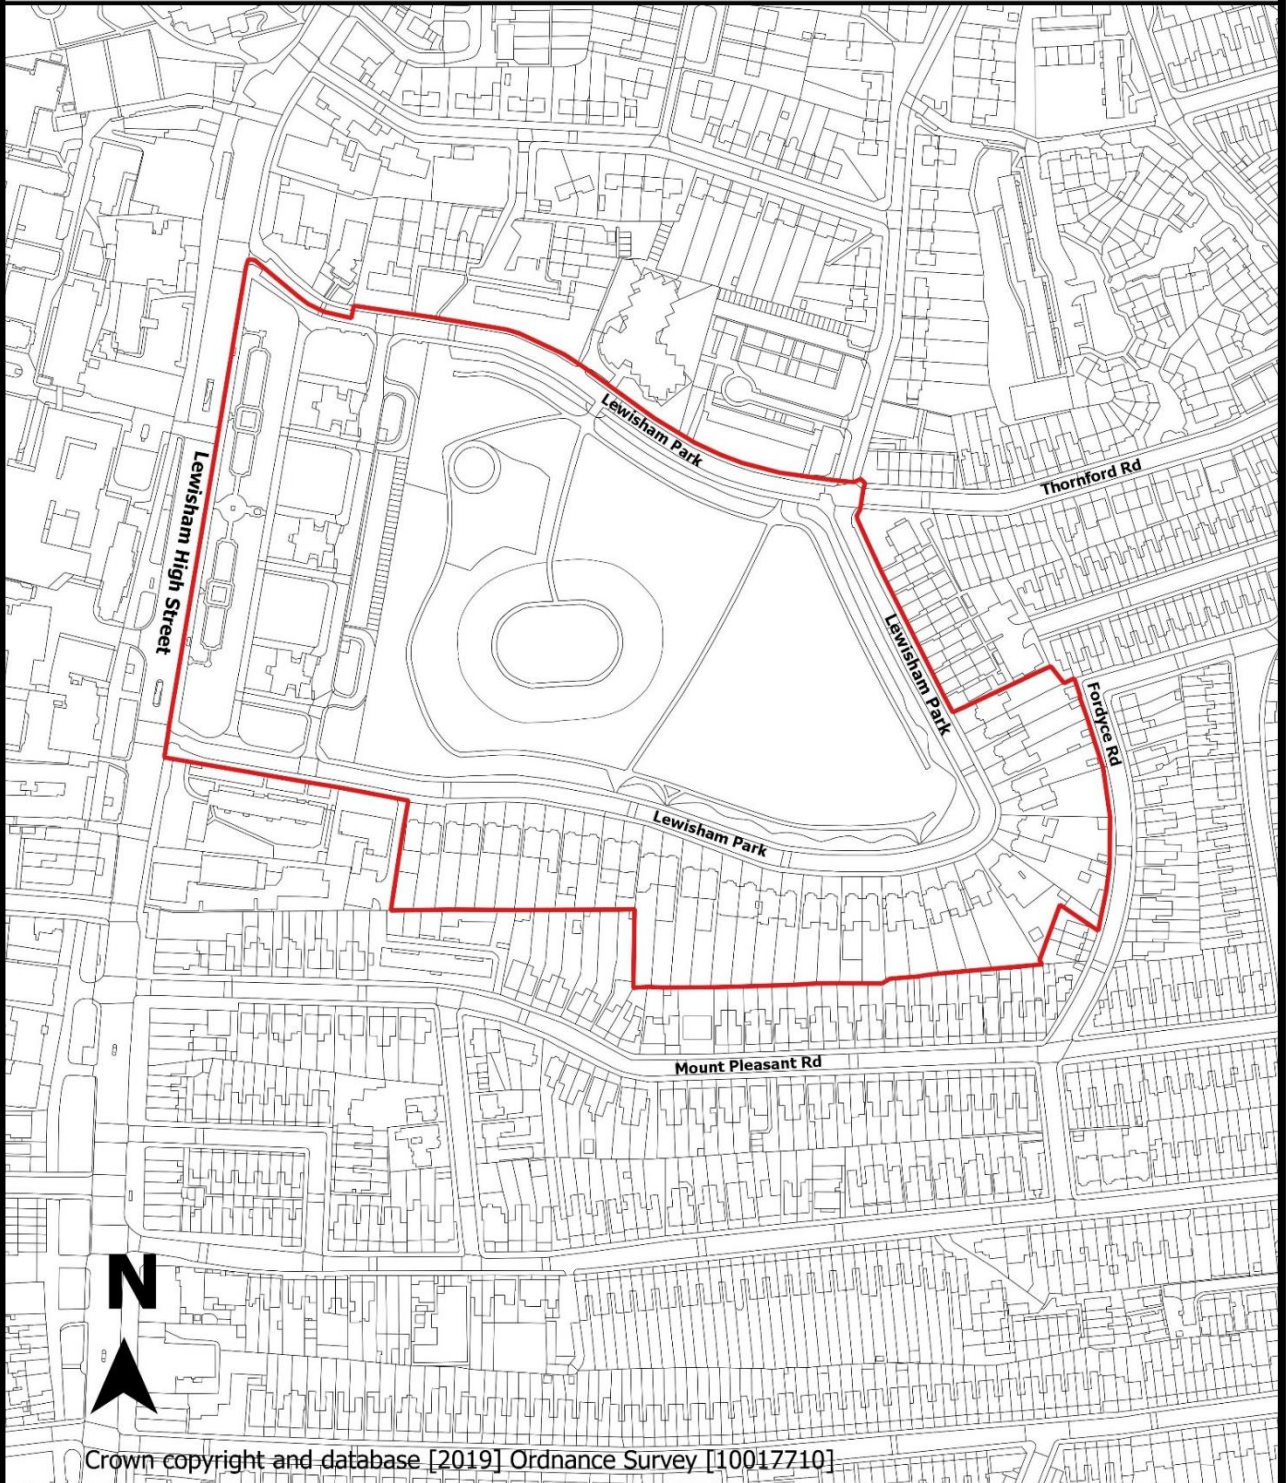 Lewisham Park
Thornford Rd
Lewisham High Street
Lewisham Park
Fordyce Rd
Lewisham Park
Mount Pleasant Rd
N
Crown copyright and database [2019] Ordnance Survey [10017710]